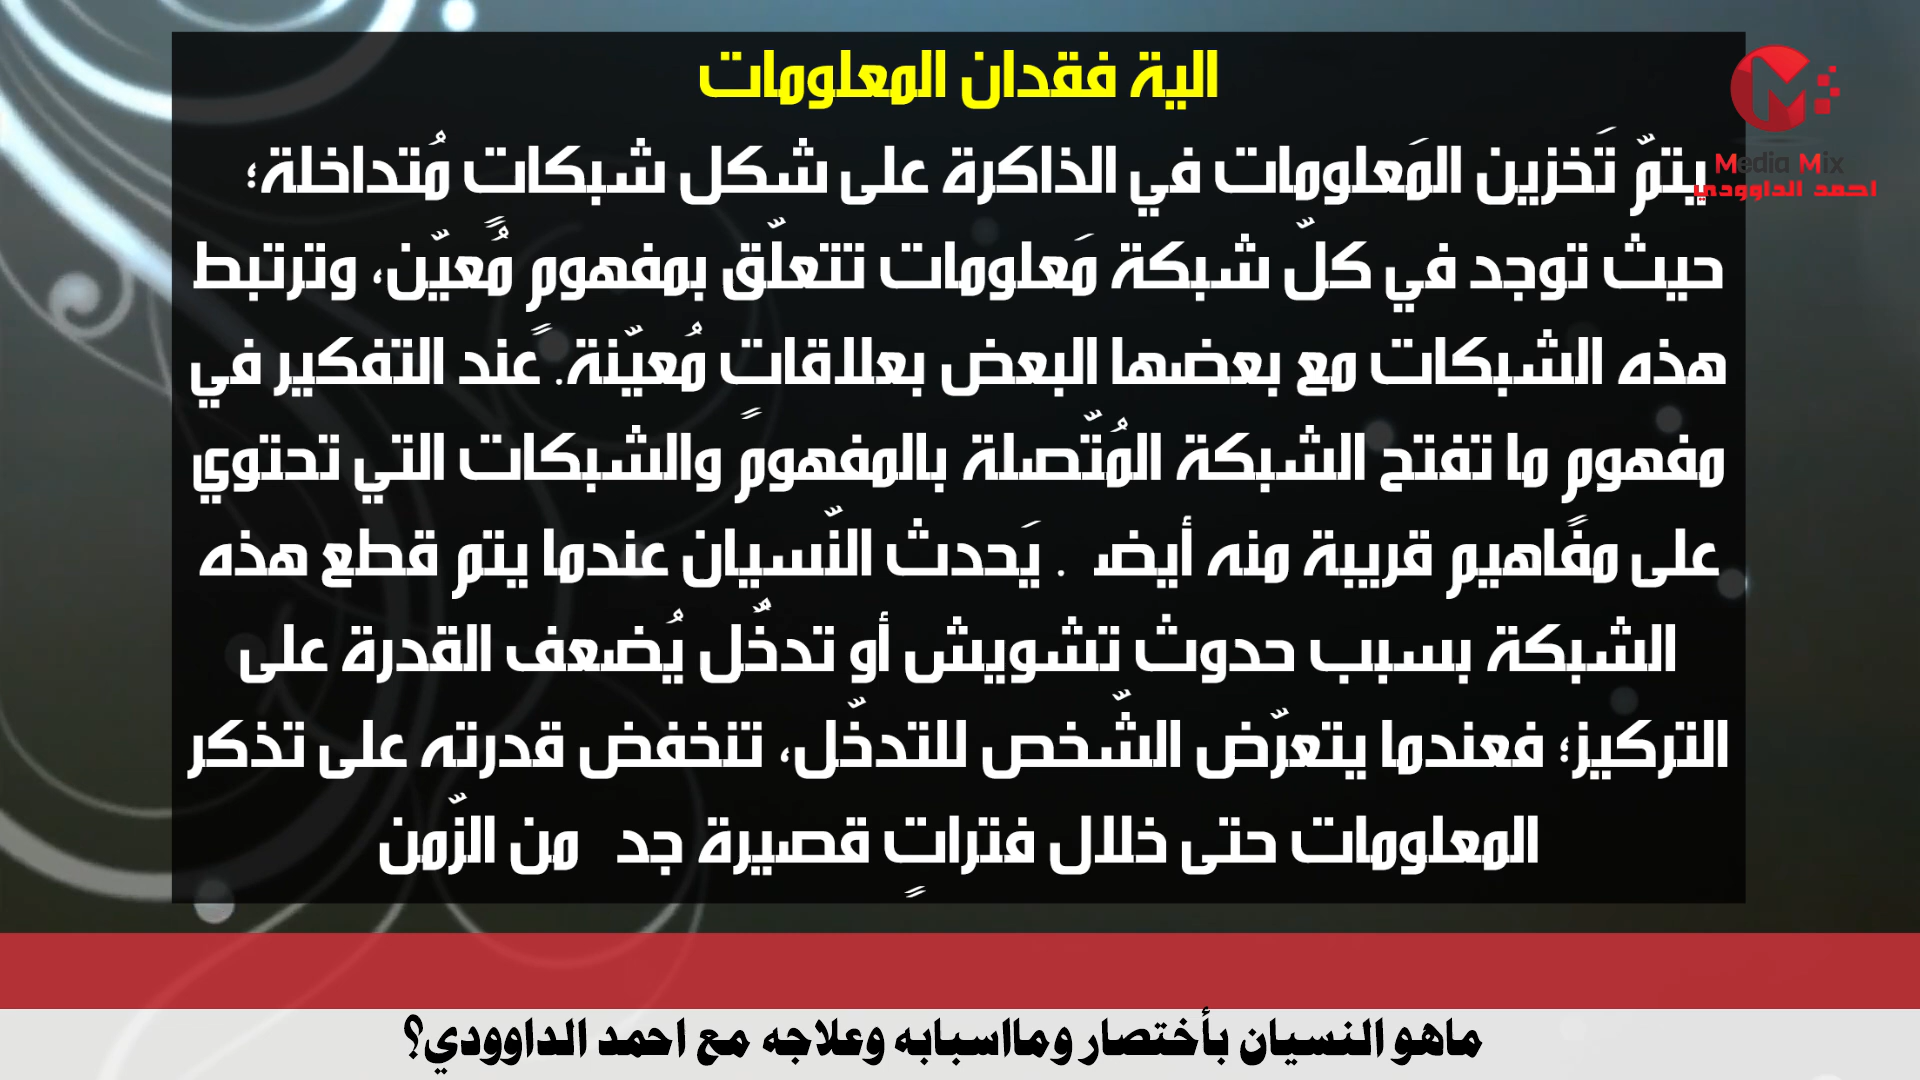 الية فقدان المعلومات
يتمّ تَخزين المَعلومات في الذاكرة على شكل شبكات مُتداخلة؛
حيث توجد في كلّ شبكة مَعلومات تتعلّق بمفهومٍ مُعيّن، وترتبط
هذه الشبكات مع بعضها البعض بعلاقات مُعيّنة. عند التفكير في
مفهومٍ ما تفتح الشبكة المُتّصلة بالمفهوم والشبكات التي تحتوي
على مفاهيم قريبة منه أيض . يَحدث النّسيان عندما يتم قطع هذه
الشبكة بسبب حدوث تشويش أو تدخُّل يُضعف القدرة على
التركيز؛ فعندما يتعرّض الشّخص للتدخّل، تنخفض قدرته على تذكر
المعلومات حتى خلال فتراتٍ قصيرة جد من الزّمن
Media Mix
احمد الداوودي
ماهو النسيان بأختصار ومااسبابه وعلاجه مع احمد الداوودي؟